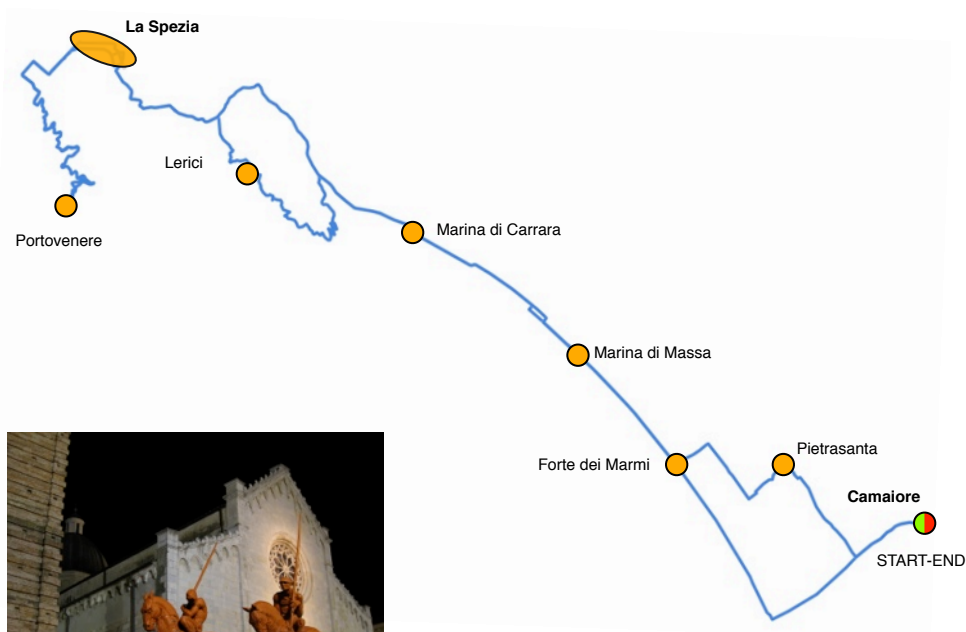 La Spezia
Lerici
Portovenere
Marina di Carrara
Marina di Massa
Forte dei Marmi
Pietrasanta
Camaiore
START-END